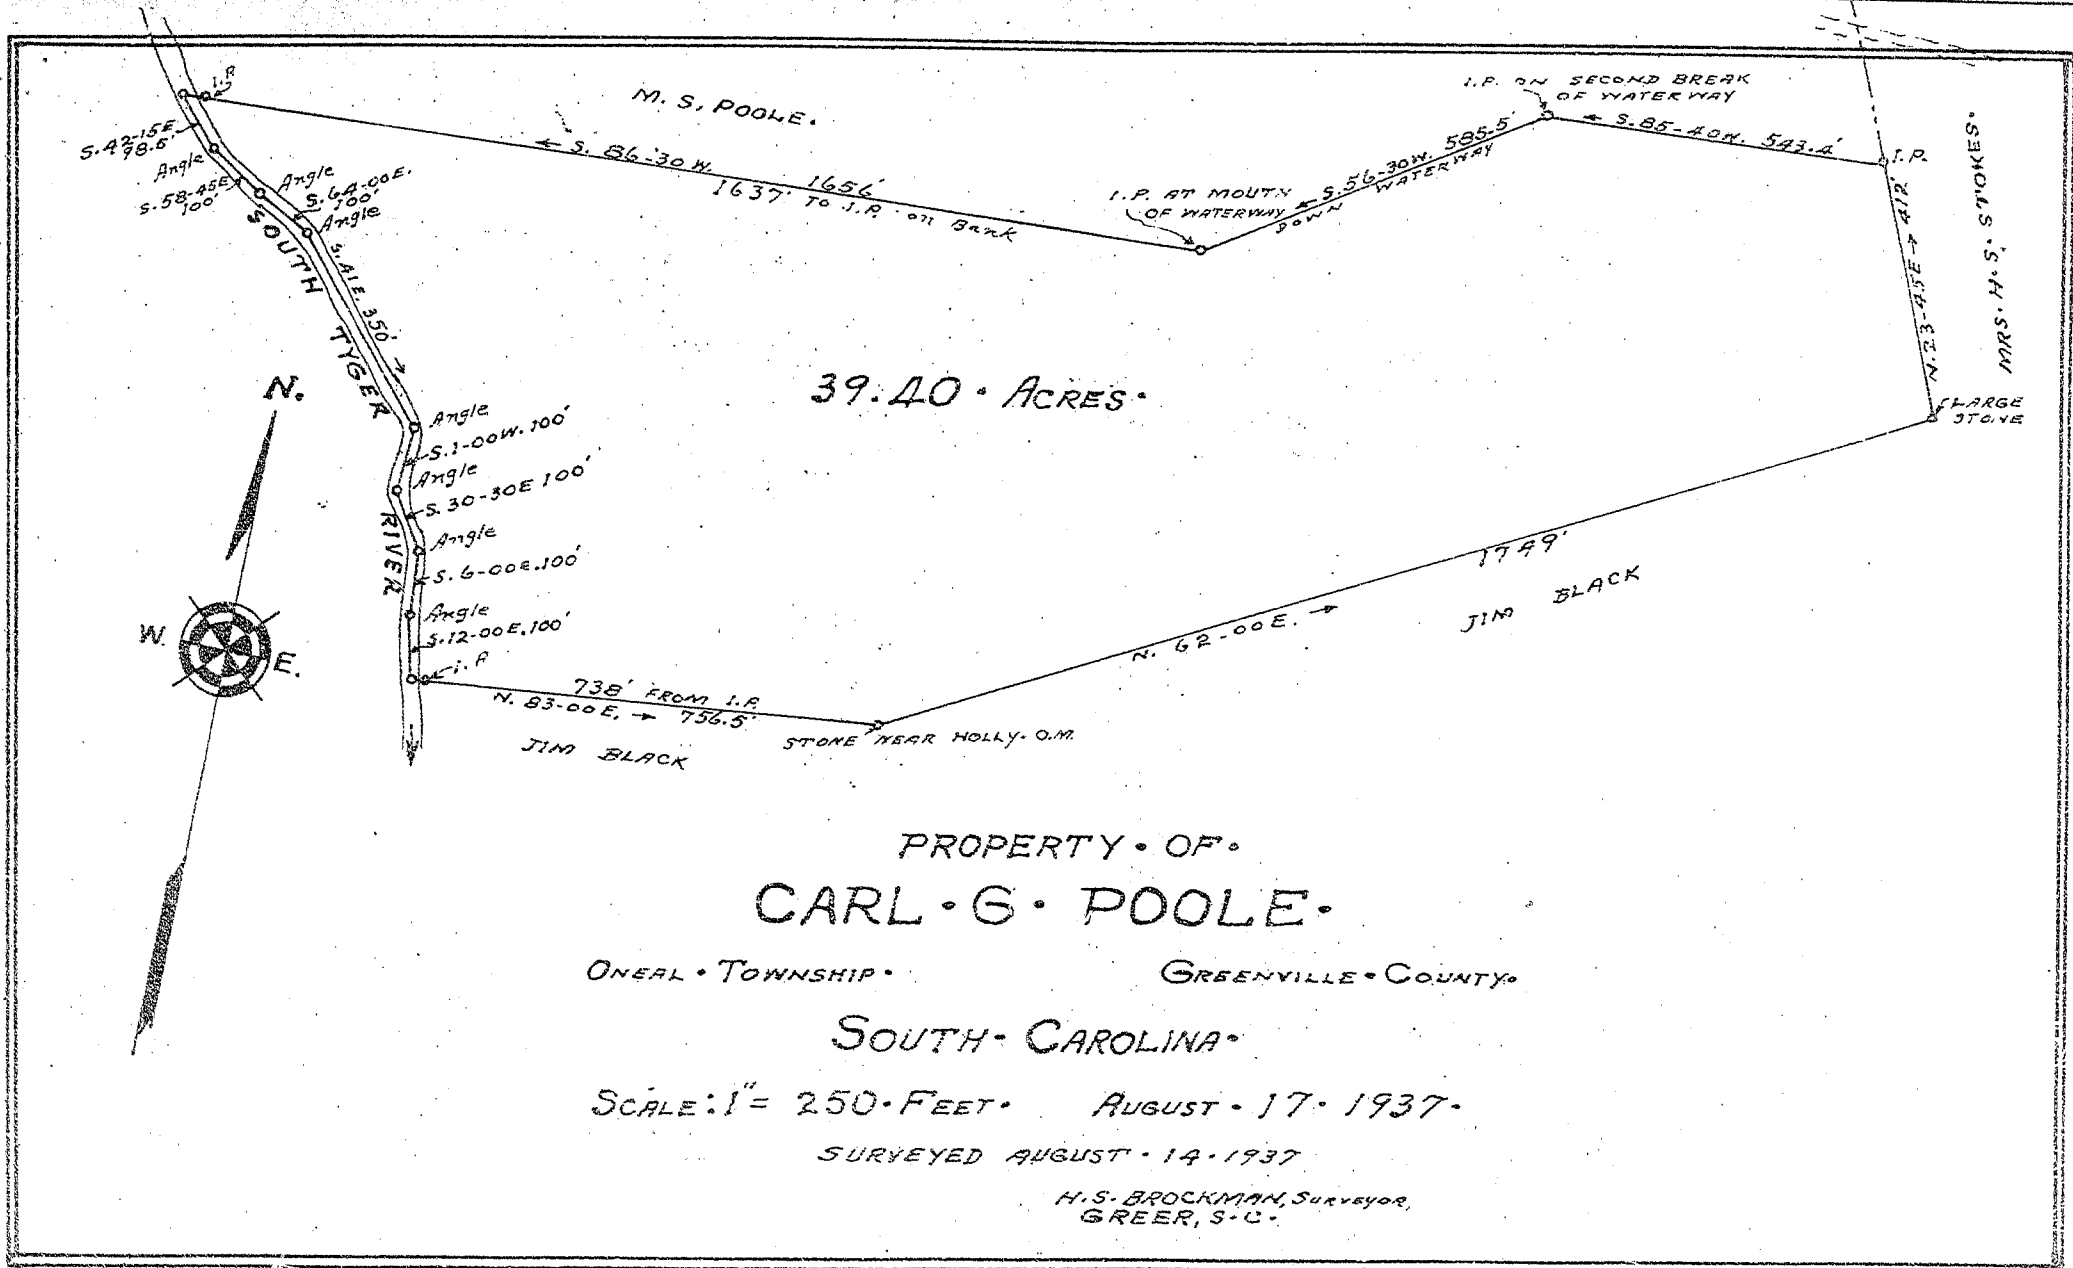 I.P.
M. S. POOLE.
I.P. ON SECOND BREAK
OF WATERWAY
S. 42-15E
98.5'
Angle
S. 58-45E
100'
Angle
S. 64-00E.
100'
Angle
S. 41E. 350'
SOUTH TYGER RIVER
← S. 86-30 W. 1656'
1637' TO I.P. on Bank
I.P. AT MOUTH
OF WATERWAY
← S. 56-30W. 585.5'
DOWN WATERWAY
← S. 85-40W. 543.4'
I.P.
N. 23-45E → 412'
MRS. H. S. STOKES.
LARGE
STONE
39.40 • ACRES •
N.
W.
E.
Angle
S. 1-00W. 100'
Angle
S. 30-30E 100'
Angle
S. 6-00E. 100'
Angle
S. 12-00E. 100'
I. P.
738' FROM I.P.
N. 83-00E. → 756.5'
JIM BLACK
STONE NEAR HOLLY. O.M.
N. 62-00E. → 1749'
JIM BLACK
PROPERTY • OF •
CARL • G • POOLE •
ONEAL • TOWNSHIP • GREENVILLE • COUNTY •
SOUTH • CAROLINA •
SCALE: 1" = 250 • FEET • AUGUST • 17 • 1937 •
SURVEYED AUGUST • 14 • 1937
H. S. BROCKMAN, Surveyor,
GREER, S. C.